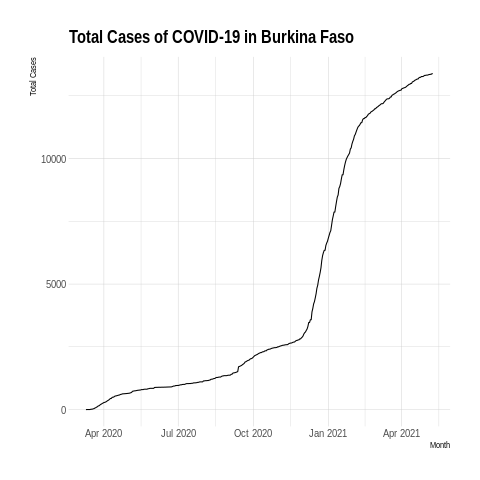 Total Cases of COVID-19 in Burkina Faso
Total Cases
10000
5000
0
Apr 2020 Jul 2020 Oct 2020 Jan 2021 Apr 2021
Month